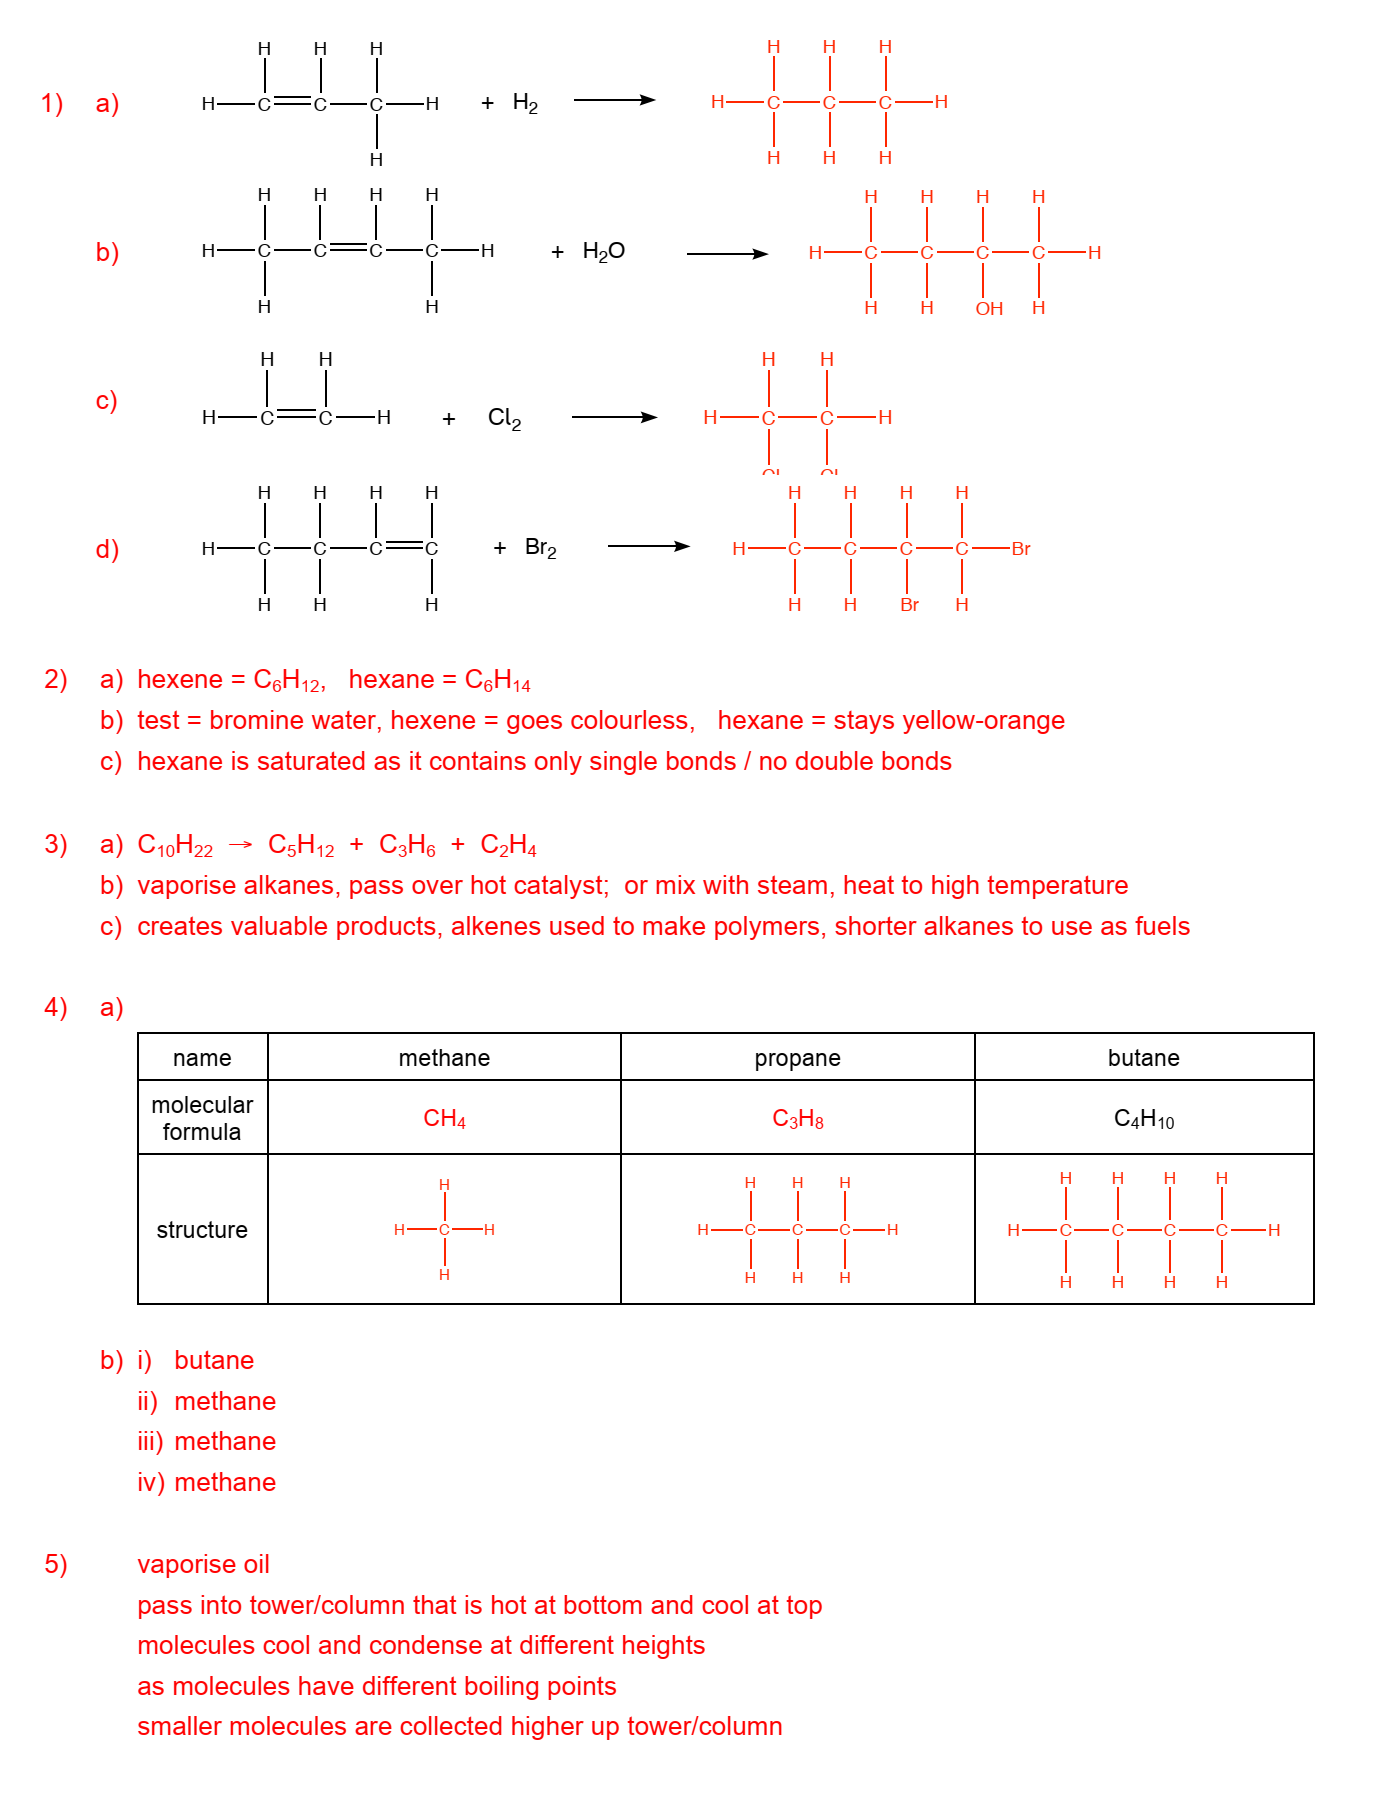 H H H H H H
1) a) H C C C H + H₂ H C C C H
H H H H
H H H H H H H H
b) H C C C C H + H₂O H C C C C H
H H H H OH H
H H H H
c) H C C H + Cl₂ H C C H
Cl Cl
H H H H H H H H
d) H C C C C + Br₂ H C C C C Br
H H H H H Br H
2) a) hexene = C₆H₁₂, hexane = C₆H₁₄
b) test = bromine water, hexene = goes colourless, hexane = stays yellow-orange
c) hexane is saturated as it contains only single bonds / no double bonds
3) a) C₁₀H₂₂ → C₅H₁₂ + C₃H₆ + C₂H₄
b) vaporise alkanes, pass over hot catalyst; or mix with steam, heat to high temperature
c) creates valuable products, alkenes used to make polymers, shorter alkanes to use as fuels
4) a)
name methane propane butane
molecular
formula CH₄ C₃H₈ C₄H₁₀
H H H H H H H H
structure H C H H C C C H H C C C C H
H H H H H H H H
b) i) butane
ii) methane
iii) methane
iv) methane
5) vaporise oil
pass into tower/column that is hot at bottom and cool at top
molecules cool and condense at different heights
as molecules have different boiling points
smaller molecules are collected higher up tower/column